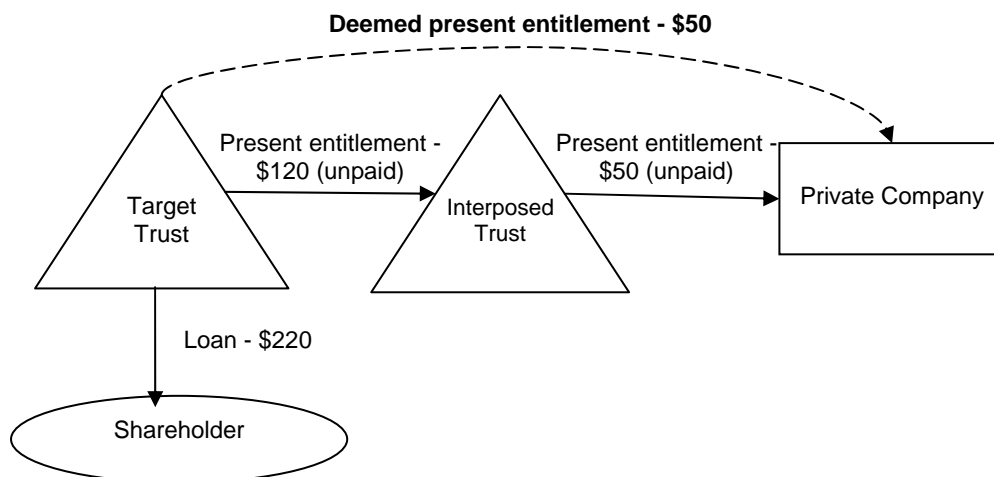 Deemed present entitlement - $50
Present entitlement -
$120 (unpaid)
Present entitlement -
$50 (unpaid)
Target
Trust
Interposed
Trust
Private Company
Loan - $220
Shareholder